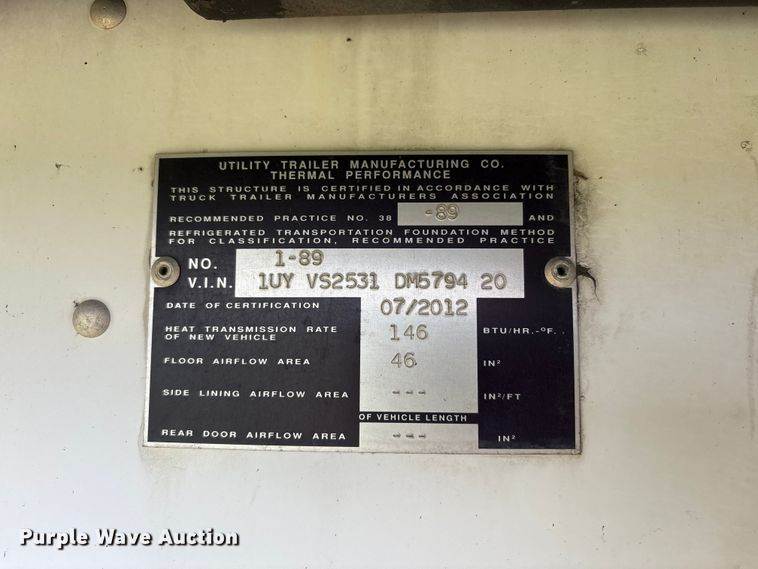 UTILITY TRAILER MANUFACTURING CO.
THERMAL PERFORMANCE
THIS STRUCTURE IS CERTIFIED IN ACCORDANCE WITH
TRUCK TRAILER MANUFACTURERS ASSOCIATION
RECOMMENDED PRACTICE NO. 38 -89 AND
REFRIGERATED TRANSPORTATION FOUNDATION METHOD
FOR CLASSIFICATION, RECOMMENDED PRACTICE
NO. 1-89
V.I.N. 1UY VS2531 DM5794 20
DATE OF CERTIFICATION 07/2012
HEAT TRANSMISSION RATE
OF NEW VEHICLE 146 BTU/HR.-°F.
FLOOR AIRFLOW AREA 46 IN²
SIDE LINING AIRFLOW AREA --- IN²/FT
OF VEHICLE LENGTH
REAR DOOR AIRFLOW AREA --- IN²
Purple Wave Auction